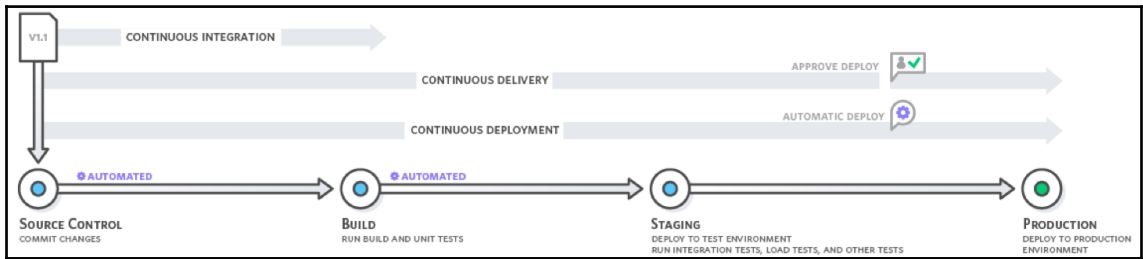 V1.1
CONTINUOUS INTEGRATION
APPROVE DEPLOY
CONTINUOUS DELIVERY
AUTOMATIC DEPLOY
CONTINUOUS DEPLOYMENT
AUTOMATED
AUTOMATED
SOURCE CONTROL
COMMIT CHANGES
BUILD
RUN BUILD AND UNIT TESTS
STAGING
DEPLOY TO TEST ENVIRONMENT
RUN INTEGRATION TESTS, LOAD TESTS, AND OTHER TESTS
PRODUCTION
DEPLOY TO PRODUCTION
ENVIRONMENT